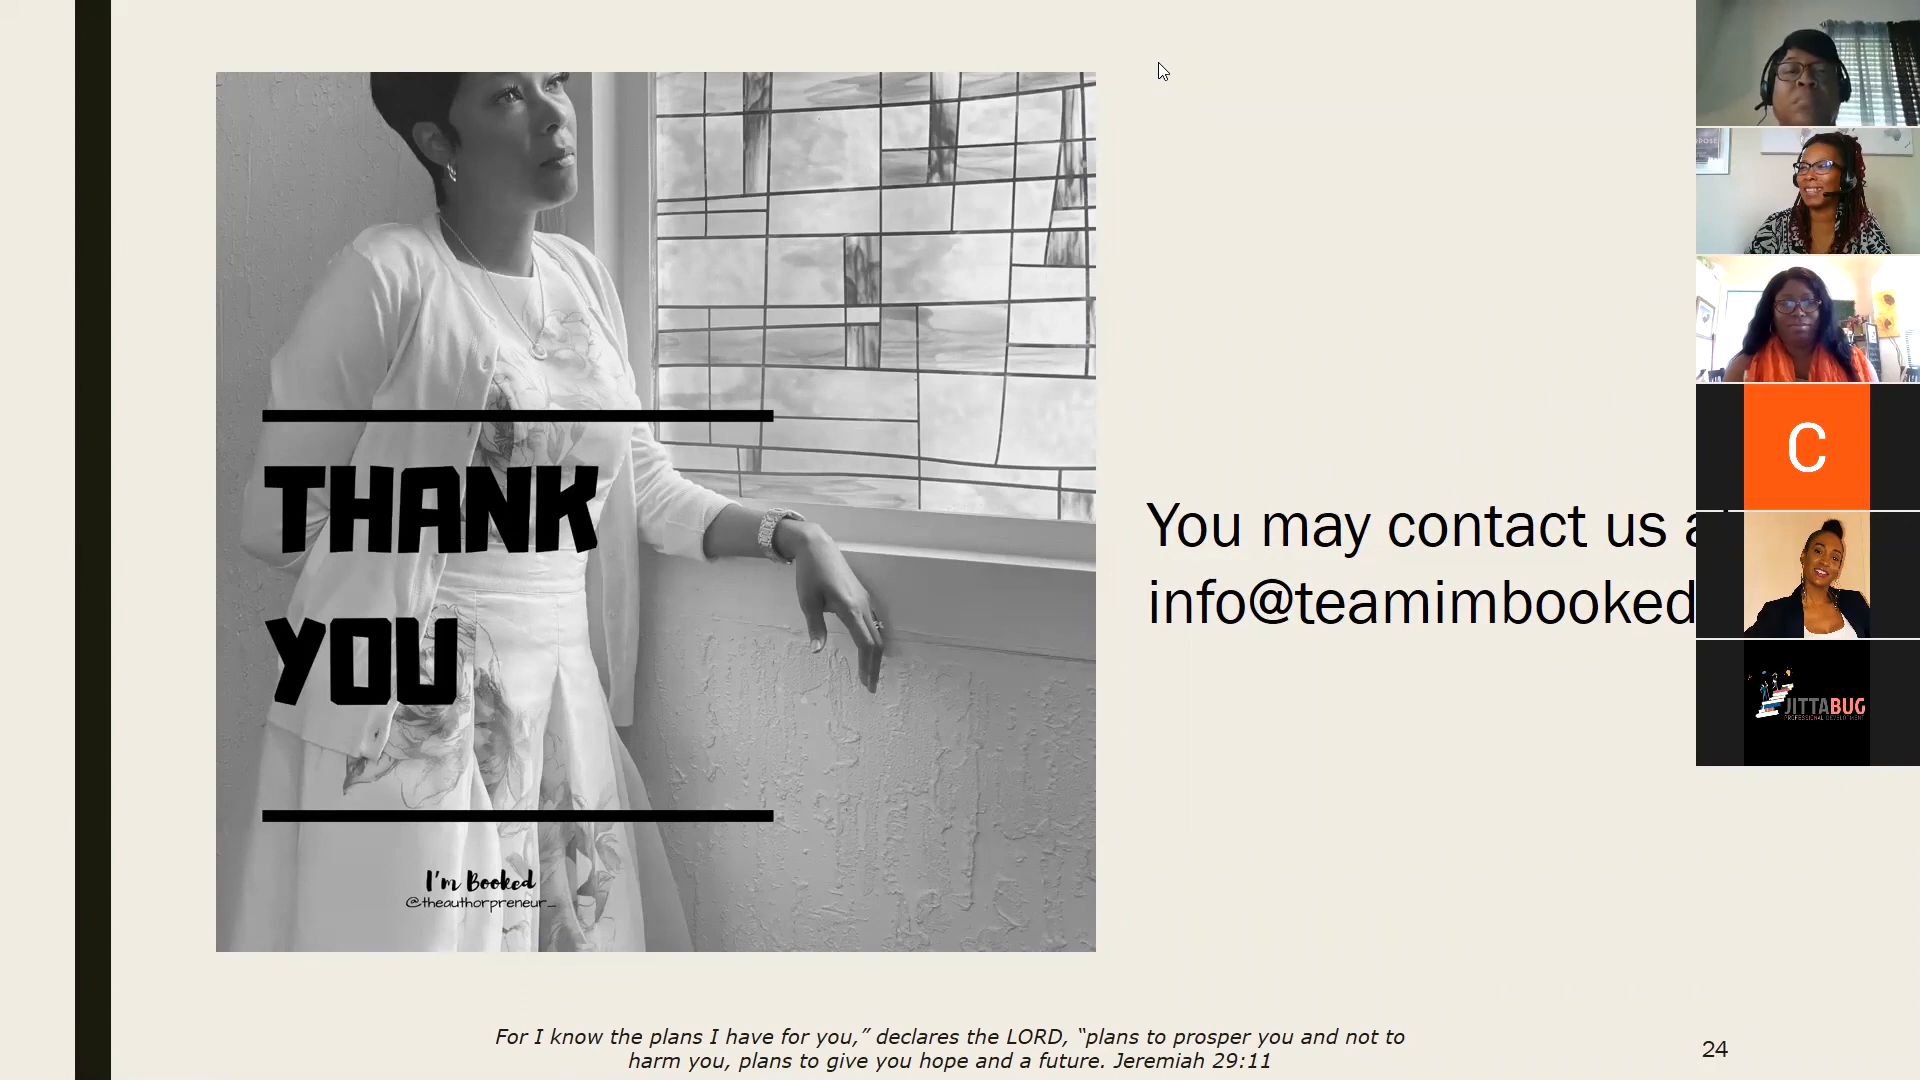 THANK
YOU
I'm Booked
@theauthorpreneur_
You may contact us
info@teamimbooked
C
JITTABUG
PROFESSIONAL DEVELOPMENT
For I know the plans I have for you,” declares the LORD, “plans to prosper you and not to
harm you, plans to give you hope and a future. Jeremiah 29:11
24